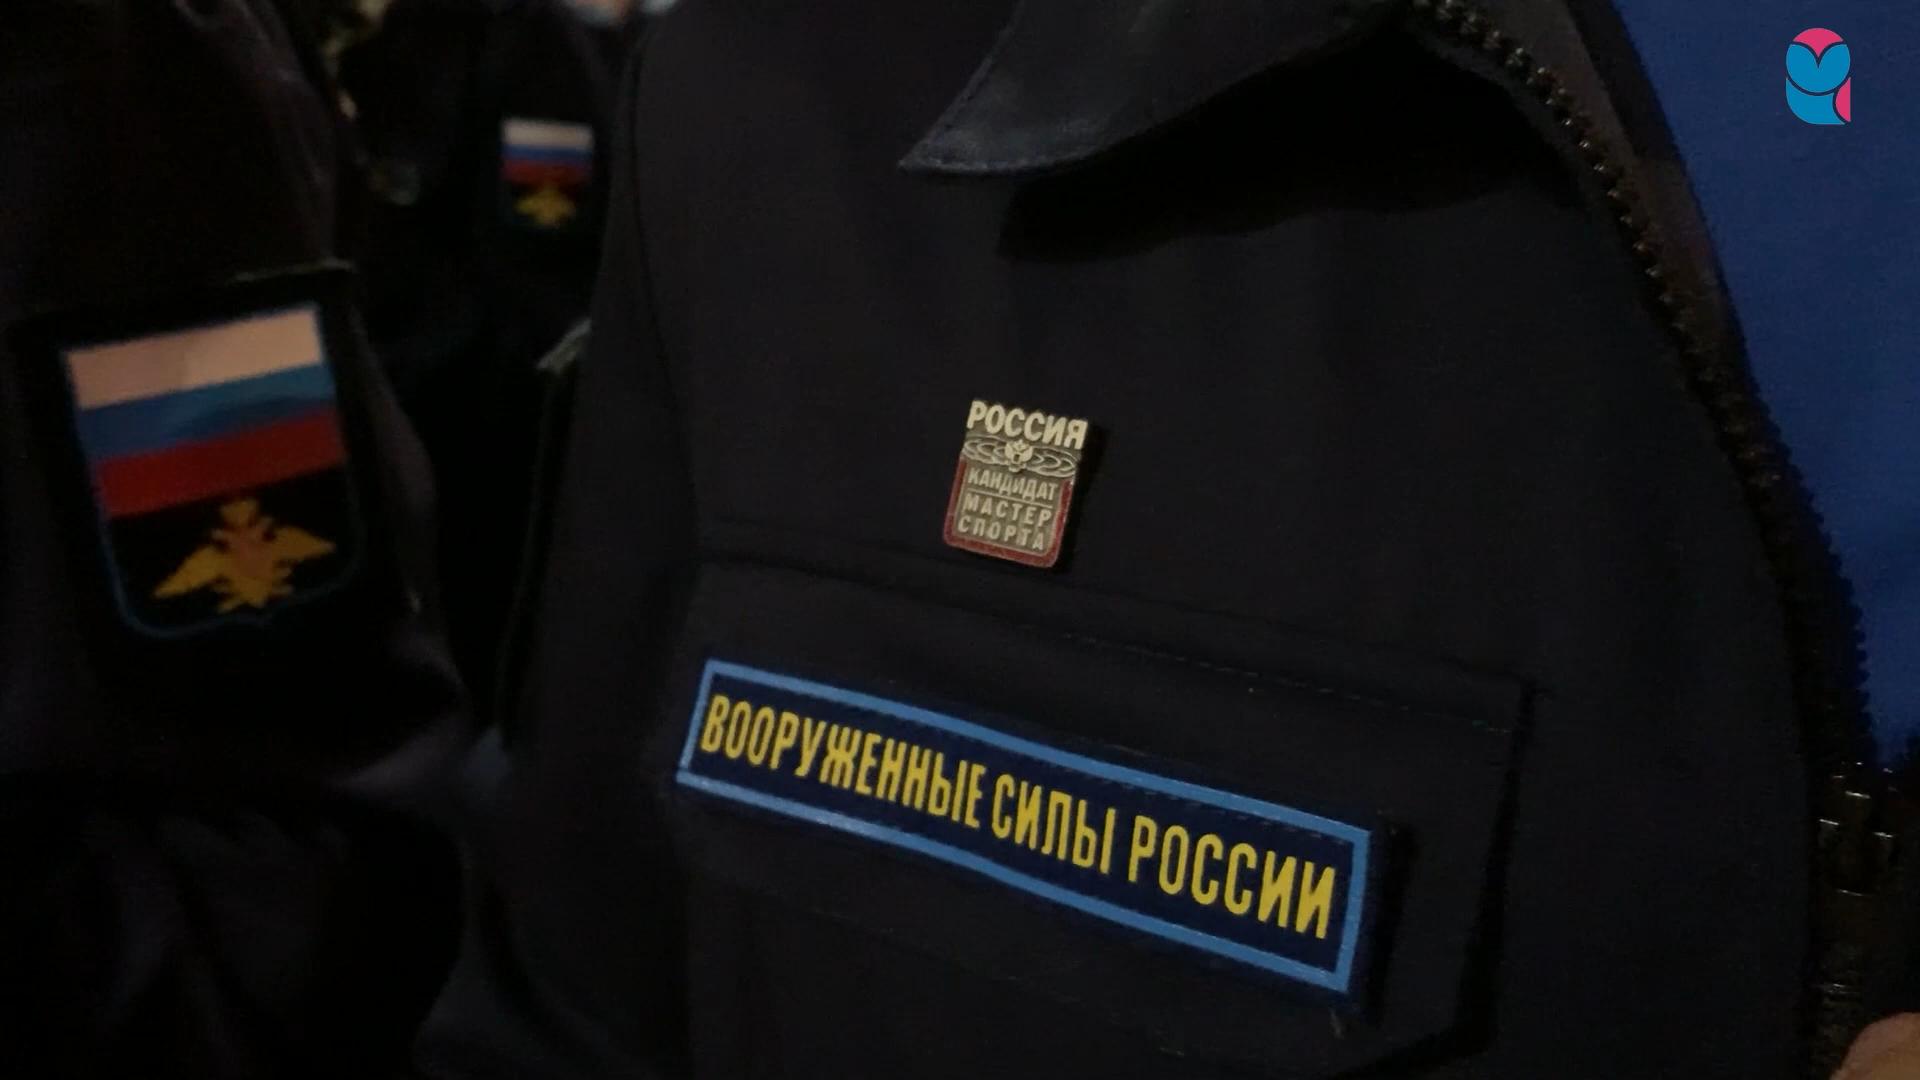 РОССИЯ
КАНДИДАТ
МАСТЕР
СПОРТА
ВООРУЖЕННЫЕ СИЛЫ РОССИИ